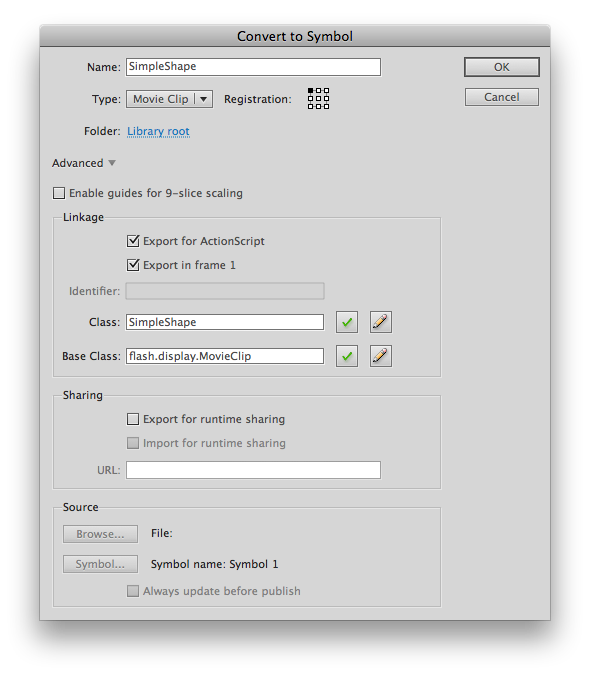 Convert to Symbol
Name: SimpleShape OK
Type: Movie Clip Registration: Cancel
Folder: Library root
Advanced
Enable guides for 9-slice scaling
Linkage
Export for ActionScript
Export in frame 1
Identifier:
Class: SimpleShape
Base Class: flash.display.MovieClip
Sharing
Export for runtime sharing
Import for runtime sharing
URL:
Source
Browse... File:
Symbol... Symbol name: Symbol 1
Always update before publish